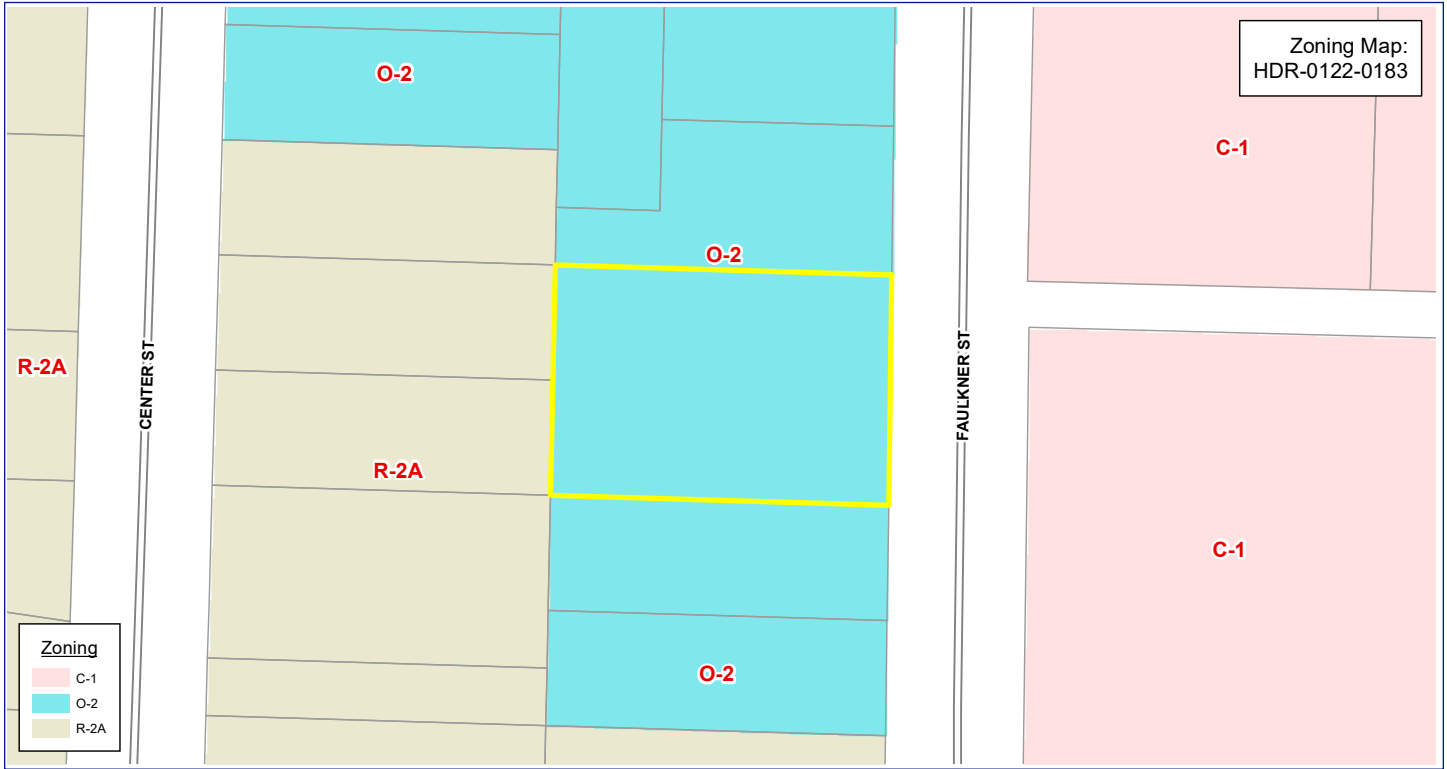 Zoning Map:
HDR-0122-0183
O-2
C-1
O-2
R-2A
CENTER ST
FAULKNER ST
R-2A
C-1
O-2
Zoning
C-1
O-2
R-2A